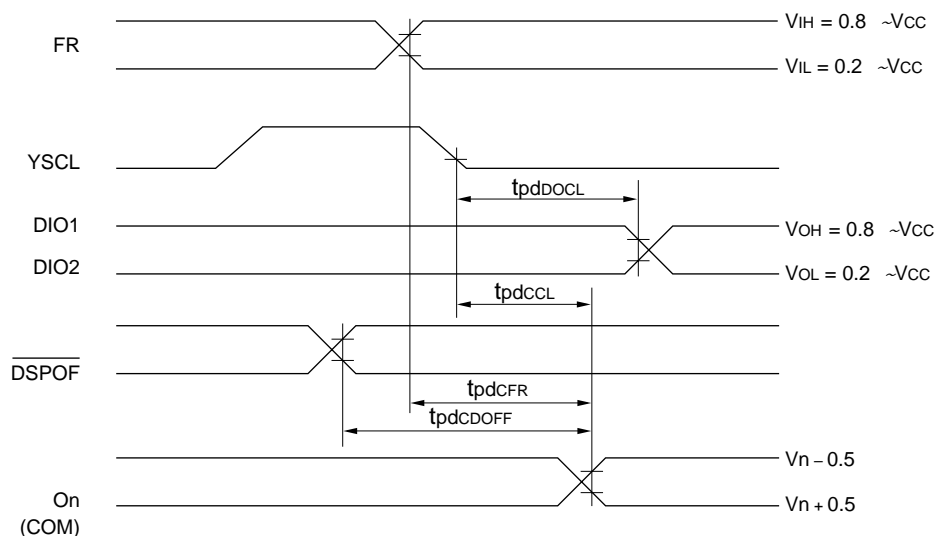 FR
VIH = 0.8 ~VCC
VIL = 0.2 ~VCC
YSCL
tpdDOCL
DIO1
VOH = 0.8 ~VCC
DIO2
VOL = 0.2 ~VCC
tpdCCL
DSPOF
tpdCFR
tpdCDOFF
Vn – 0.5
On
(COM)
Vn + 0.5